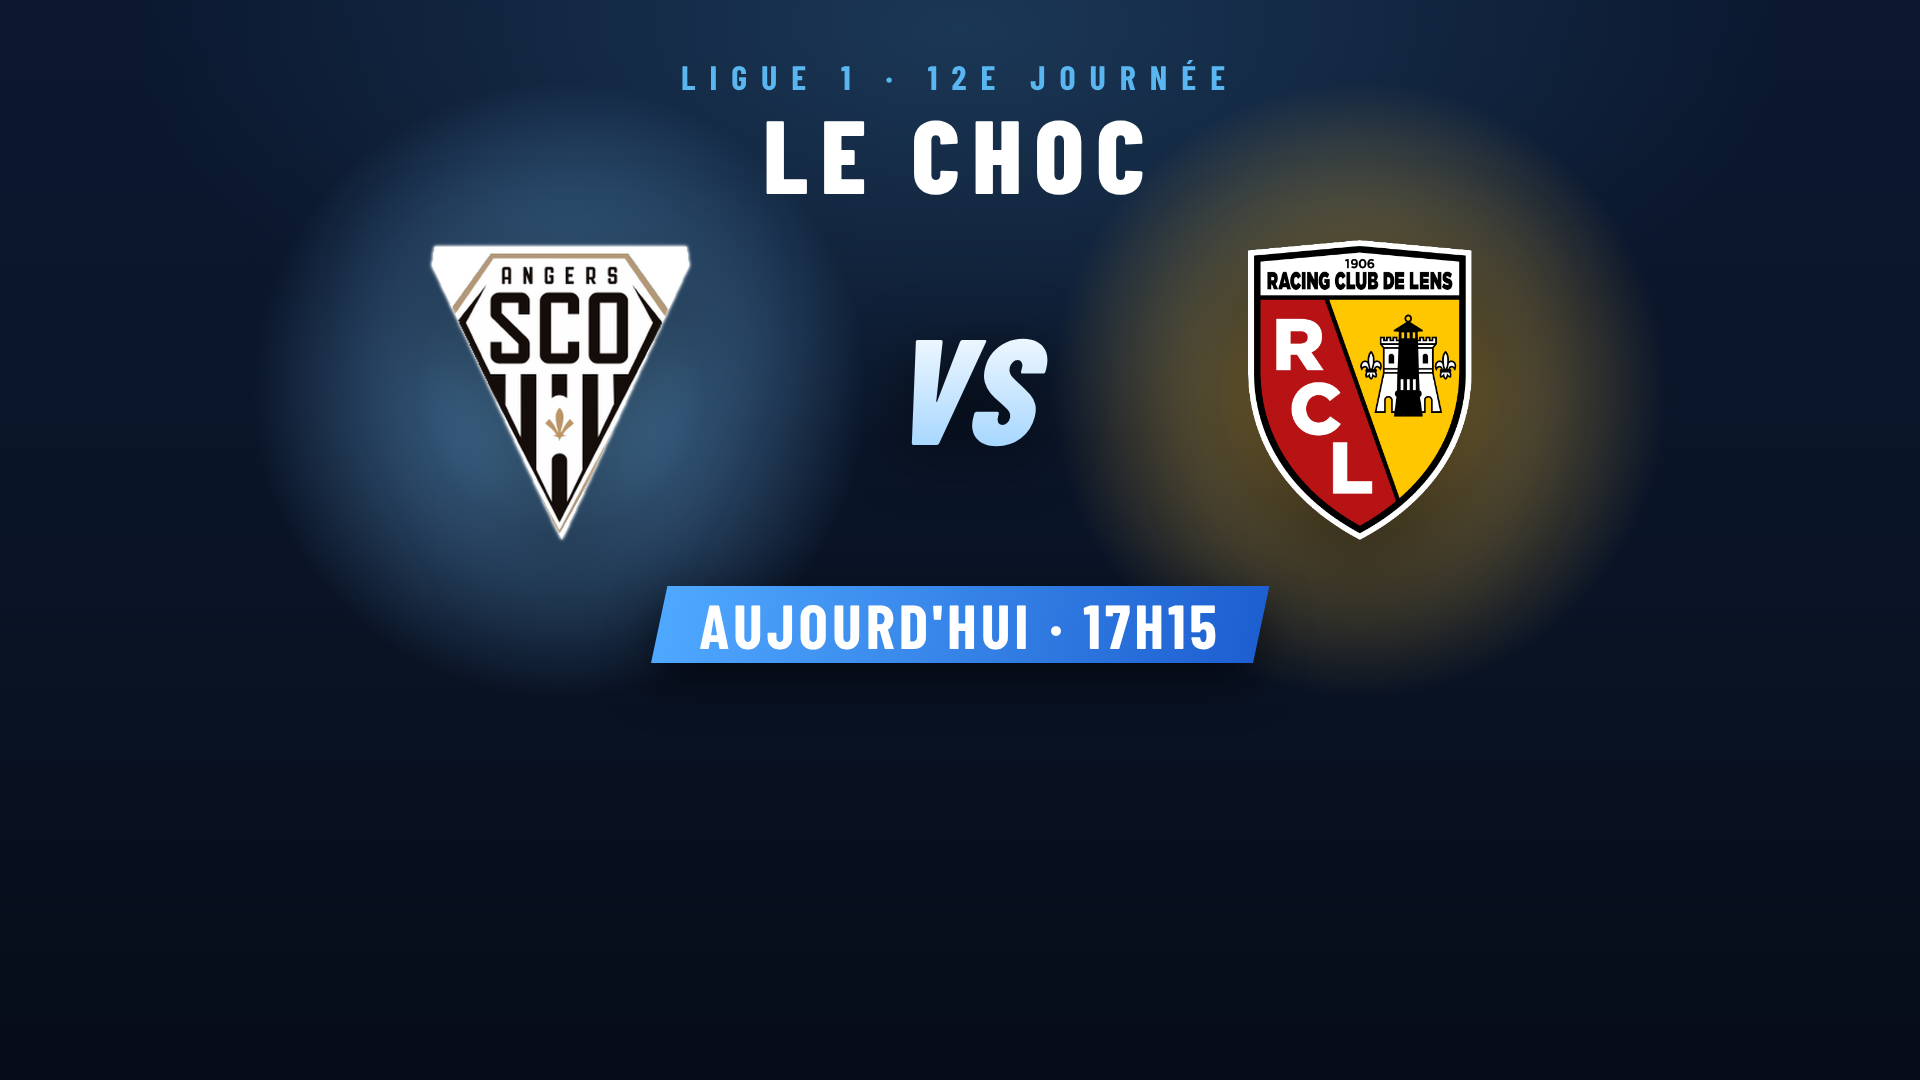 LIGUE 1 · 12E JOURNÉE
LE CHOC
ANGERS
SCO
VS
1906
RACING CLUB DE LENS
R
C
L
AUJOURD'HUI · 17H15